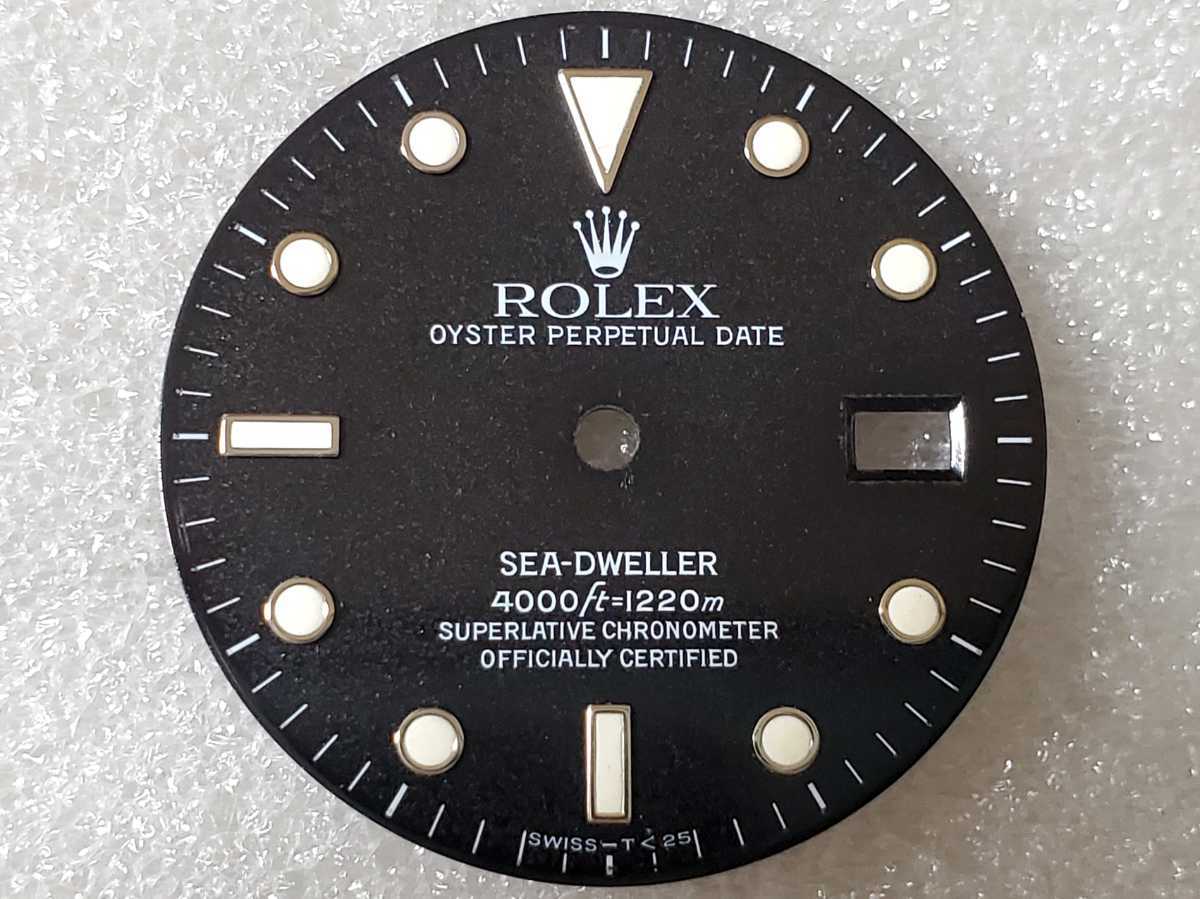 ROLEX
OYSTER PERPETUAL DATE
SEA-DWELLER
4000ft=1220m
SUPERLATIVE CHRONOMETER
OFFICIALLY CERTIFIED
SWISS-T<25